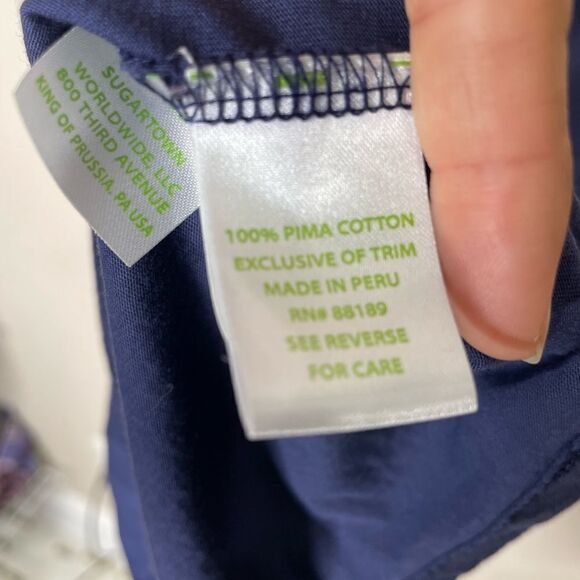 SUGARTOWN
WORLDWIDE, LLC
800 THIRD AVENUE
KING OF PRUSSIA, PA USA
100% PIMA COTTON
EXCLUSIVE OF TRIM
MADE IN PERU
RN# 88189
SEE REVERSE
FOR CARE